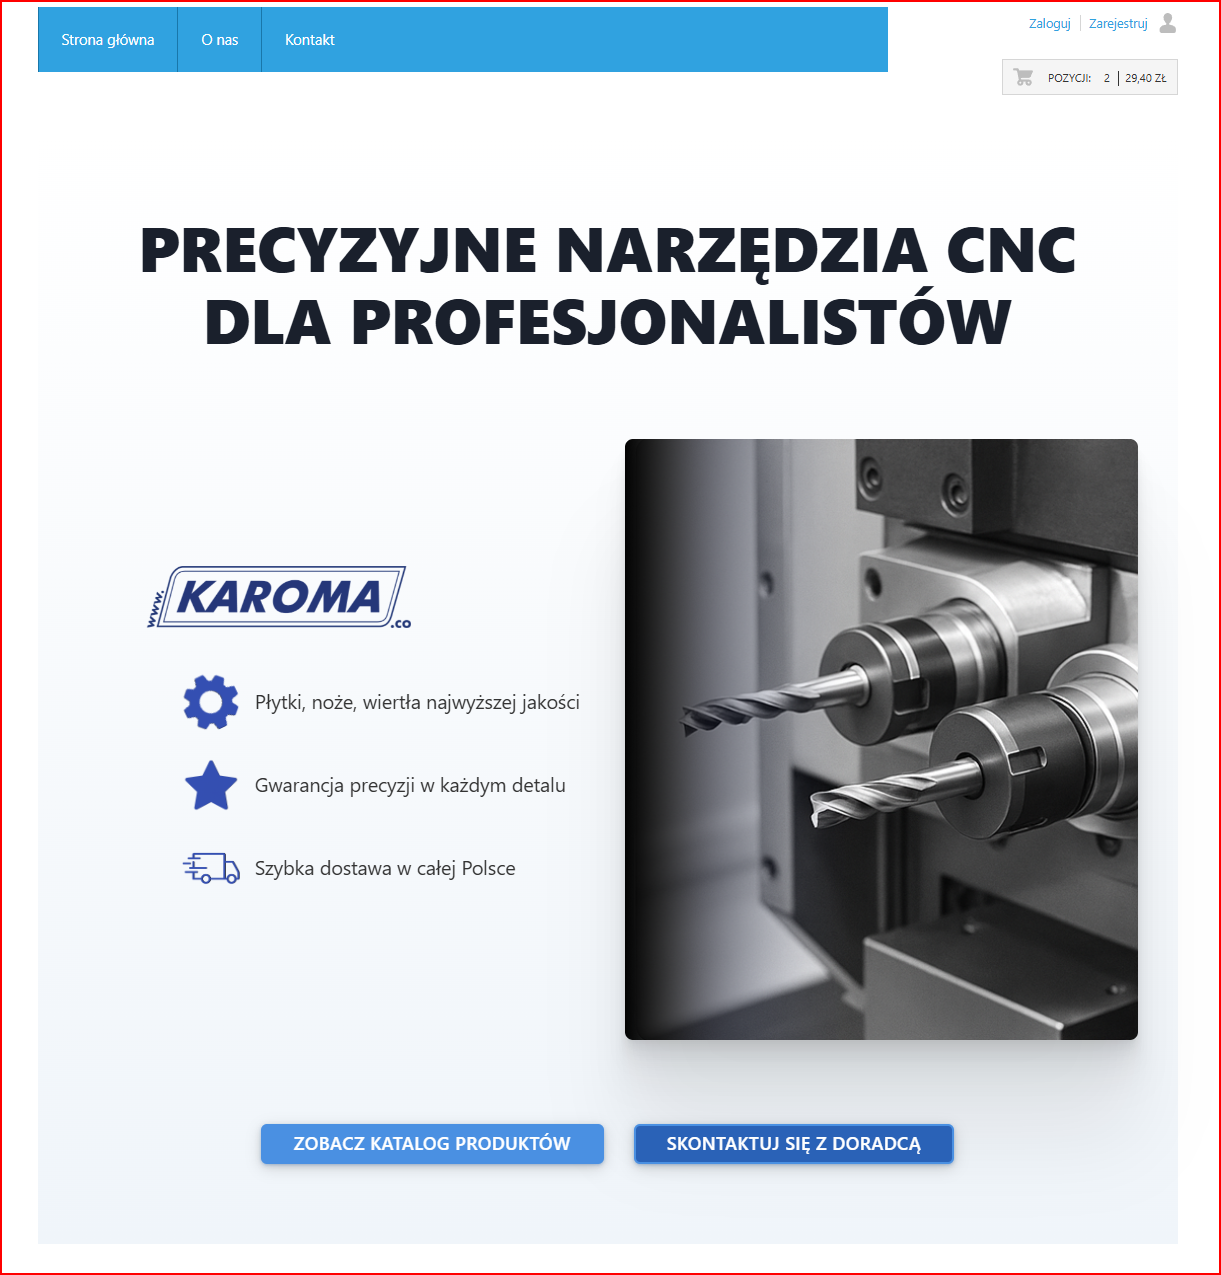 Strona główna
O nas
Kontakt
Zaloguj
Zarejestruj
POZYCJI: 2 29,40 ZŁ
PRECYZYJNE NARZĘDZIA CNC
DLA PROFESJONALISTÓW
www.
KAROMA
.co
Płytki, noże, wiertła najwyższej jakości
Gwarancja precyzji w każdym detalu
Szybka dostawa w całej Polsce
ZOBACZ KATALOG PRODUKTÓW
SKONTAKTUJ SIĘ Z DORADCĄ